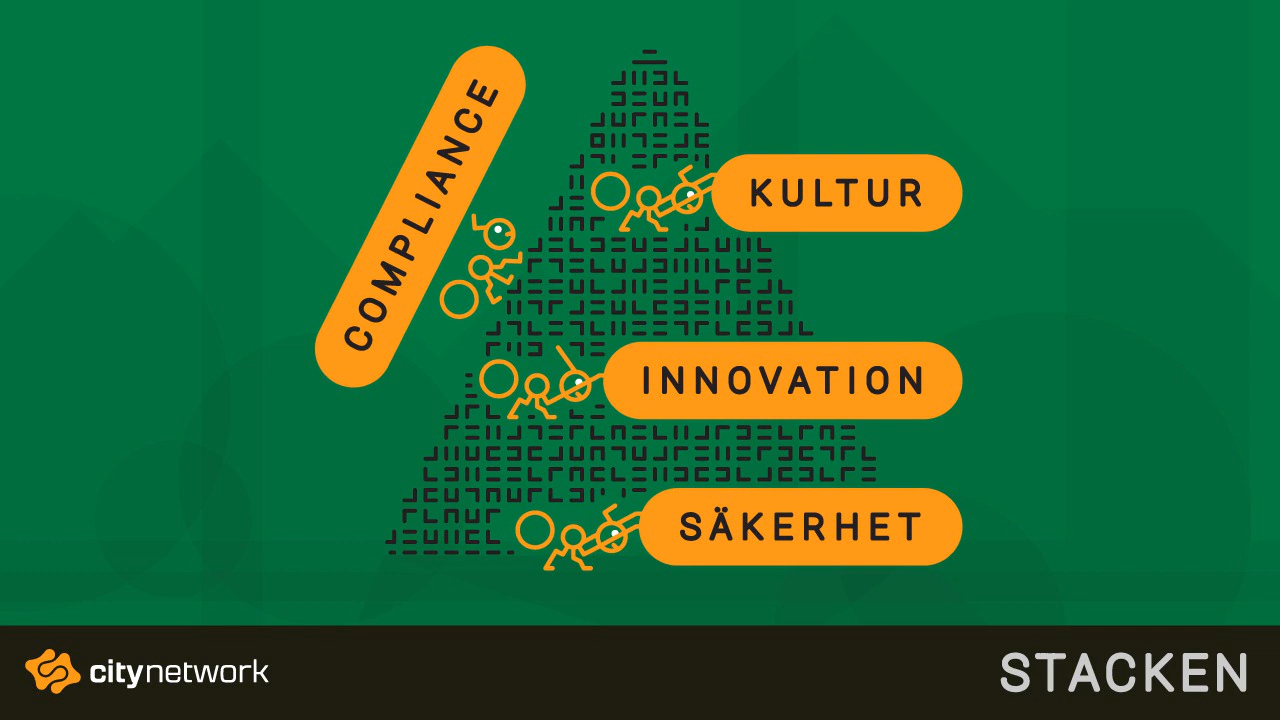 COMPLIANCE
KULTUR
INNOVATION
SÄKERHET
citynetwork
STACKEN